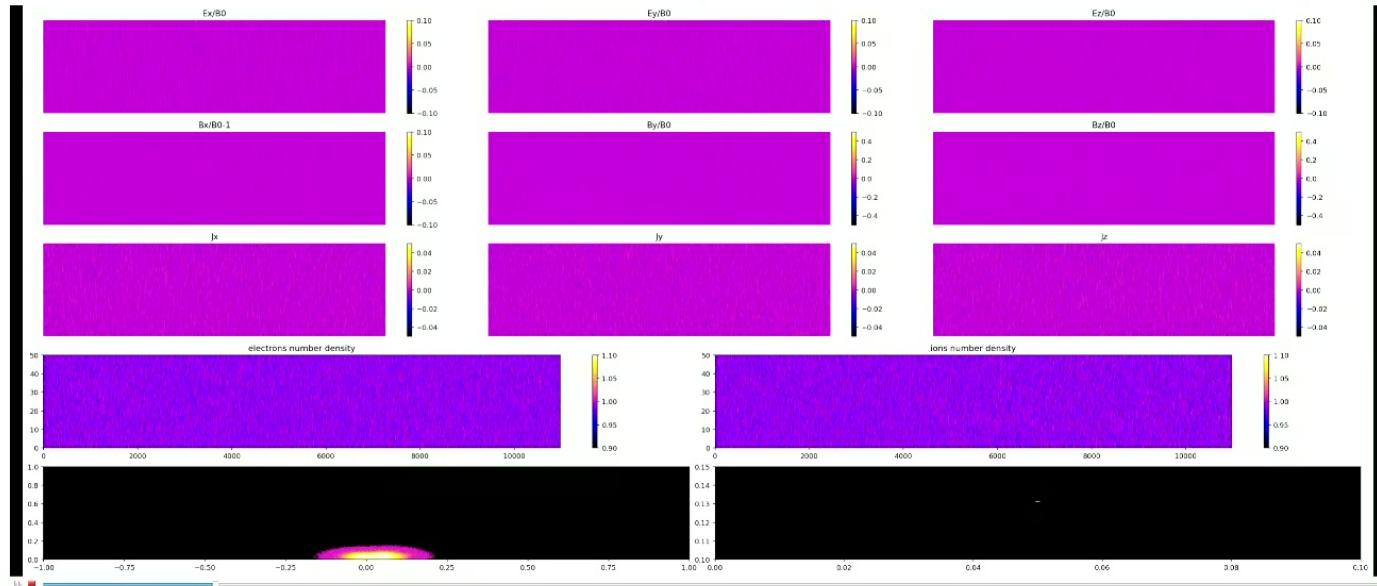 Ex/B0 Ey/B0 Ez/B0
0.10 0.10 0.10
0.05 0.05 0.05
0.00 0.00 0.00
−0.05 −0.05 −0.05
−0.10 −0.10 −0.10
Bx/B0-1 By/B0 Bz/B0
0.10
0.05 0.4 0.4
0.2 0.2
0.00 0.0 0.0
−0.05 −0.2 −0.2
−0.4 −0.4
−0.10
Jx Jy Jz
0.04 0.04 0.04
0.02 0.02 0.02
0.00 0.00 0.00
−0.02 −0.02 −0.02
−0.04 −0.04 −0.04
electrons number density ions number density
50 1.10 50 1.10
40 1.05 40 1.05
30 30
20 1.00 20 1.00
10 0.95 10 0.95
0 0.90 0 0.90
0 2000 4000 6000 8000 10000 0 2000 4000 6000 8000 10000
1.0 0.15
0.8 0.14
0.6 0.13
0.4 0.12
0.2 0.11
0.0 0.10
−1.00 −0.75 −0.50 −0.25 0.00 0.25 0.50 0.75 1.00 0.00 0.02 0.04 0.06 0.08 0.10